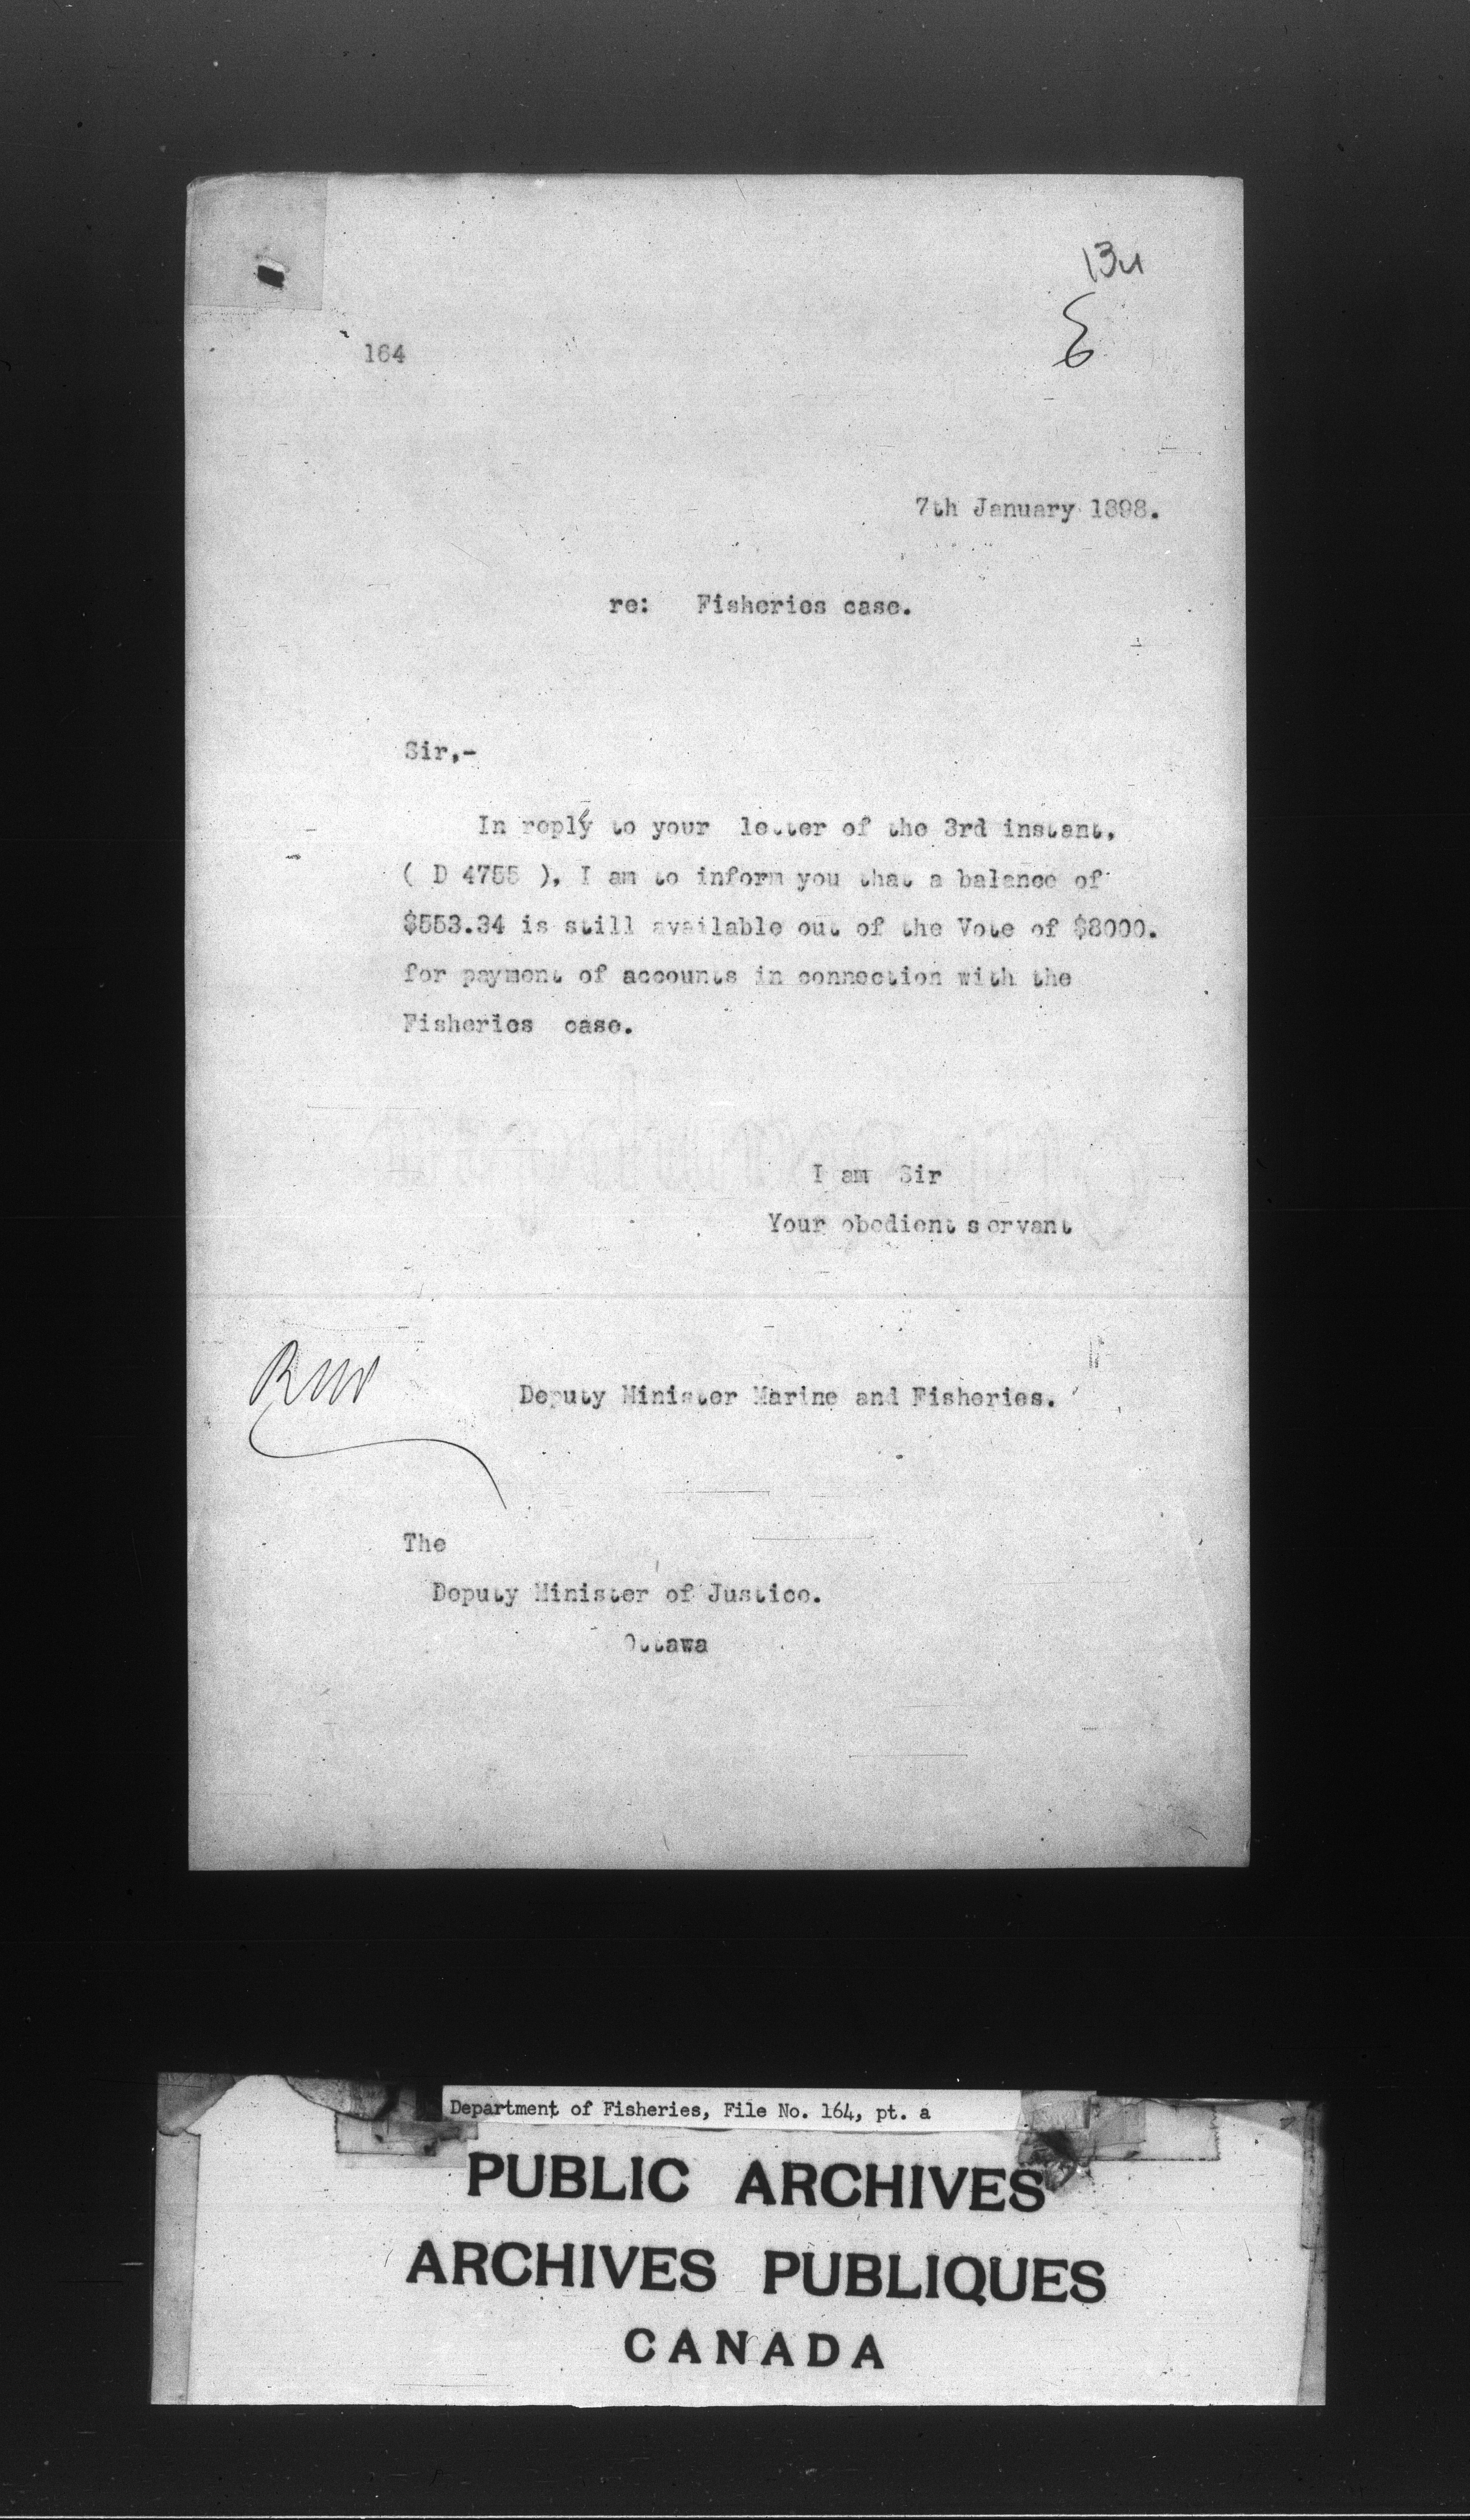 164
7th January 1898.
re: Fisheries case.
Sir,-
In reply to your letter of the 3rd instant,
( D 4755 ), I am to inform you that a balance of
$553.34 is still available out of the Vote of $8000.
for payment of accounts in connection with the
Fisheries case.
I am Sir
Your obedient servant
Deputy Minister Marine and Fisheries.
The
Deputy Minister of Justice.
Ottawa
Department of Fisheries, File No. 164, pt. a
PUBLIC ARCHIVES
ARCHIVES PUBLIQUES
CANADA